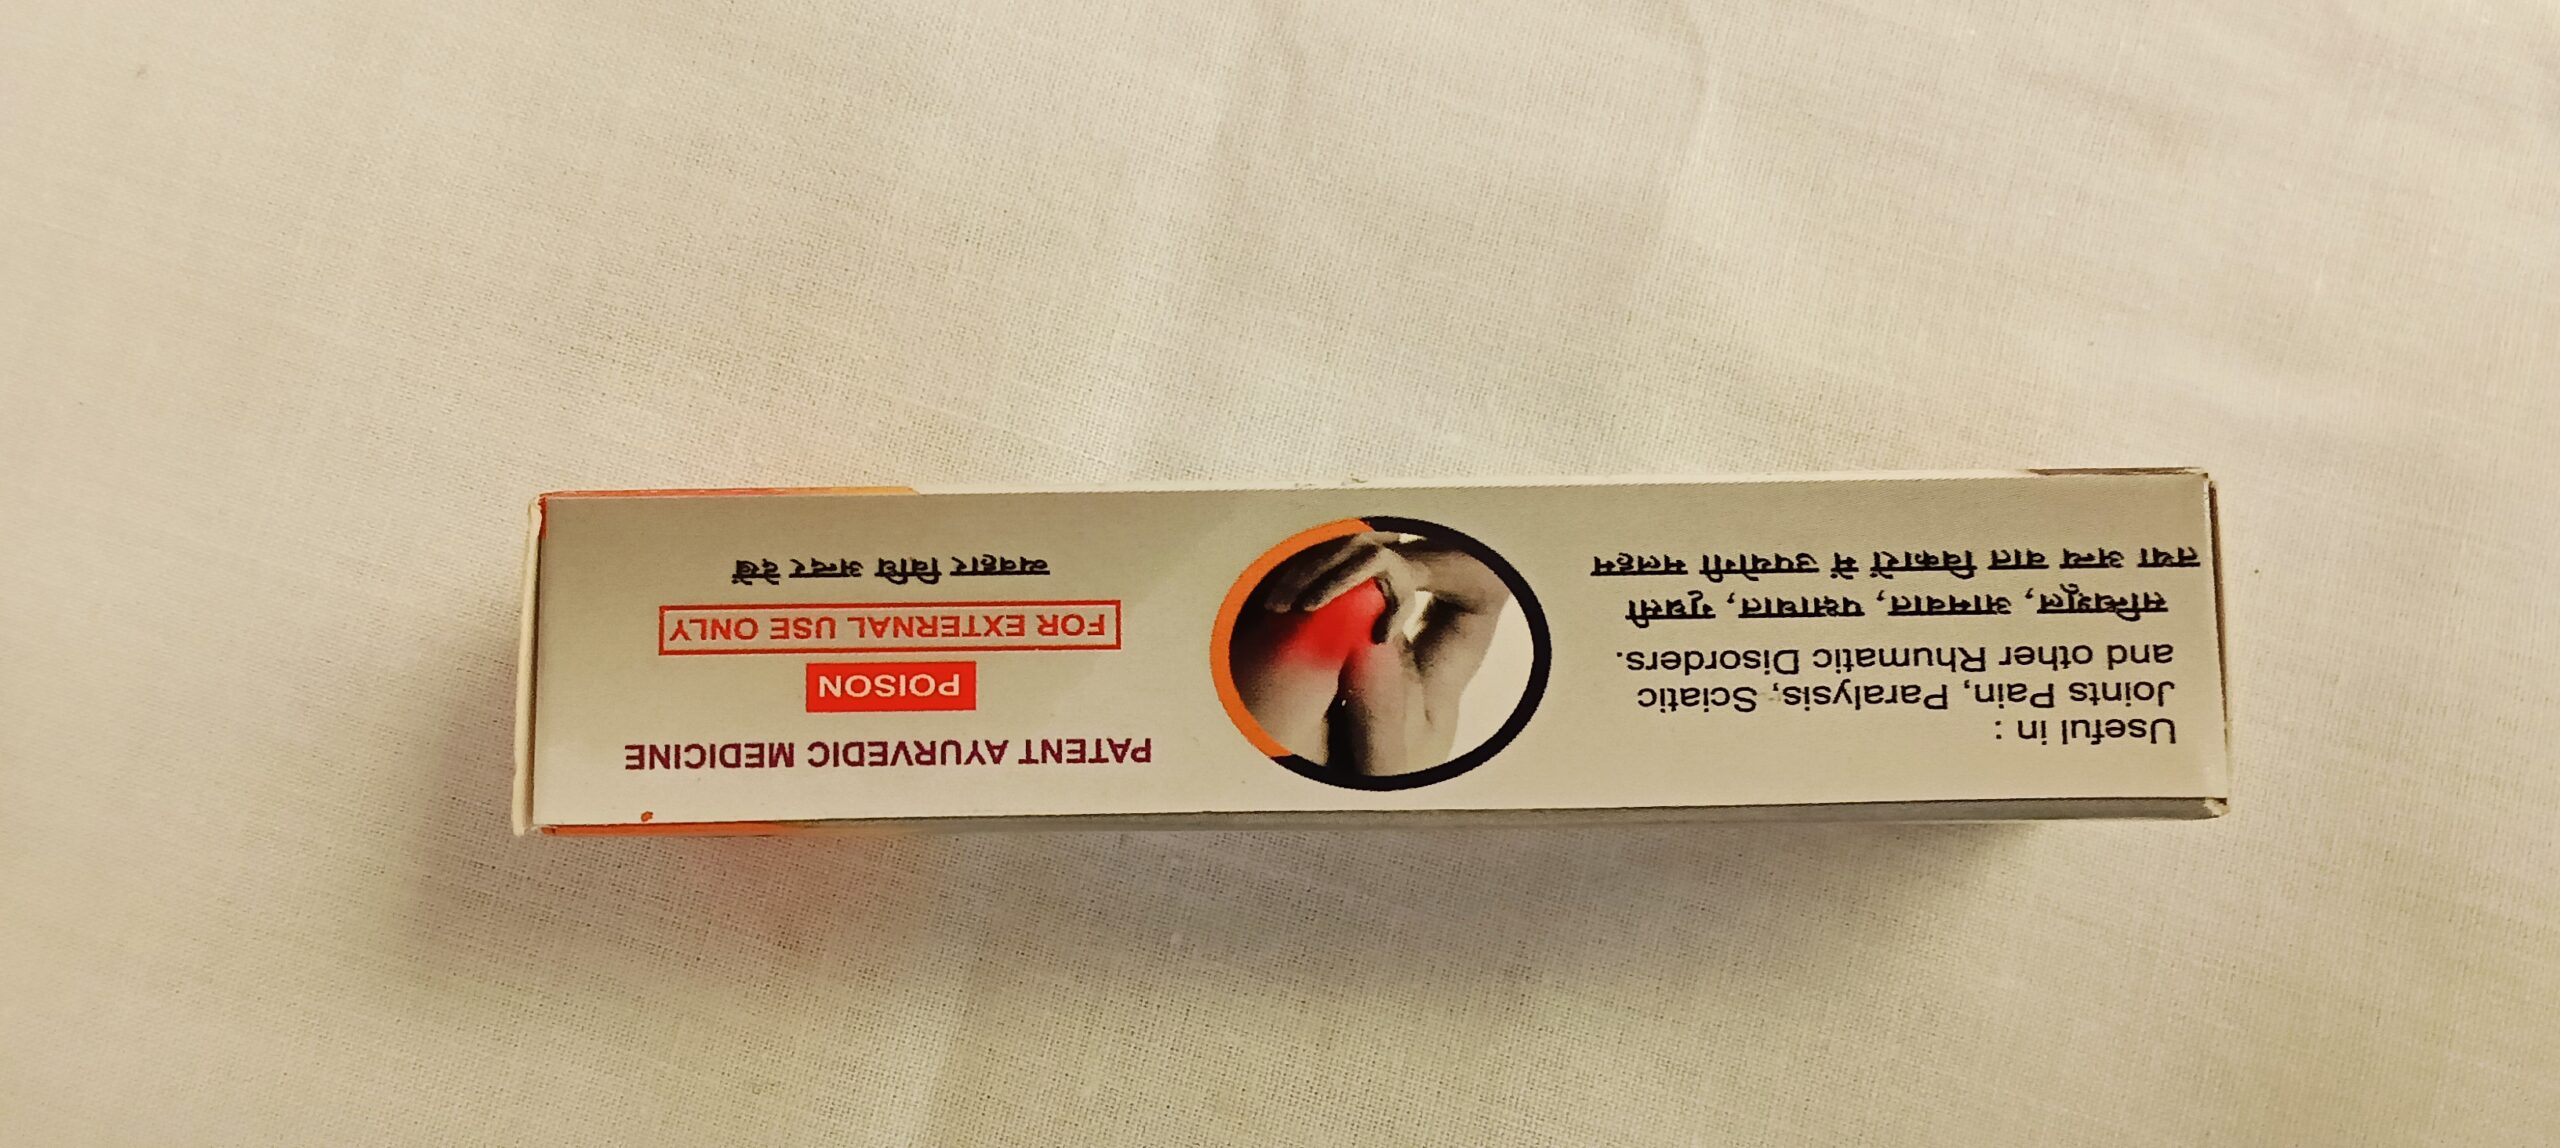 Useful in :
Joints Pain, Paralysis, Sciatic
and other Rhumatic Disorders.
सन्धिशूल, आमवात, पक्षाघात, गृध्रसी
तथा अन्य वात विकारों में उपयोगी मलहम
PATENT AYURVEDIC MEDICINE
POISON
FOR EXTERNAL USE ONLY
व्यवहार विधि अन्दर देखें